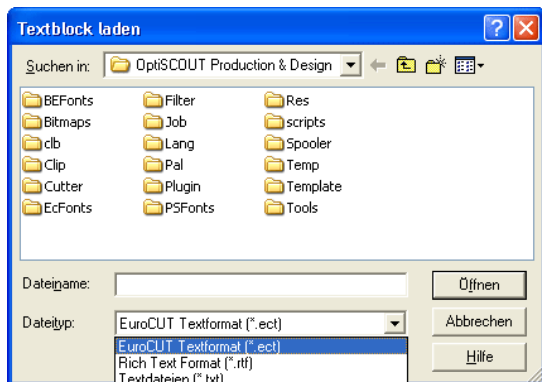 Textblock laden
Suchen in: OptiSCOUT Production & Design
BEFonts Filter Res
Bitmaps Job scripts
clb Lang Spooler
Clip Pal Temp
Cutter Plugin Template
EcFonts PSFonts Tools
Dateiname: Öffnen
Dateityp: EuroCUT Textformat (*.ect) Abbrechen
EuroCUT Textformat (*.ect)
Rich Text Format (*.rtf) Hilfe
Textdateien (*.txt)